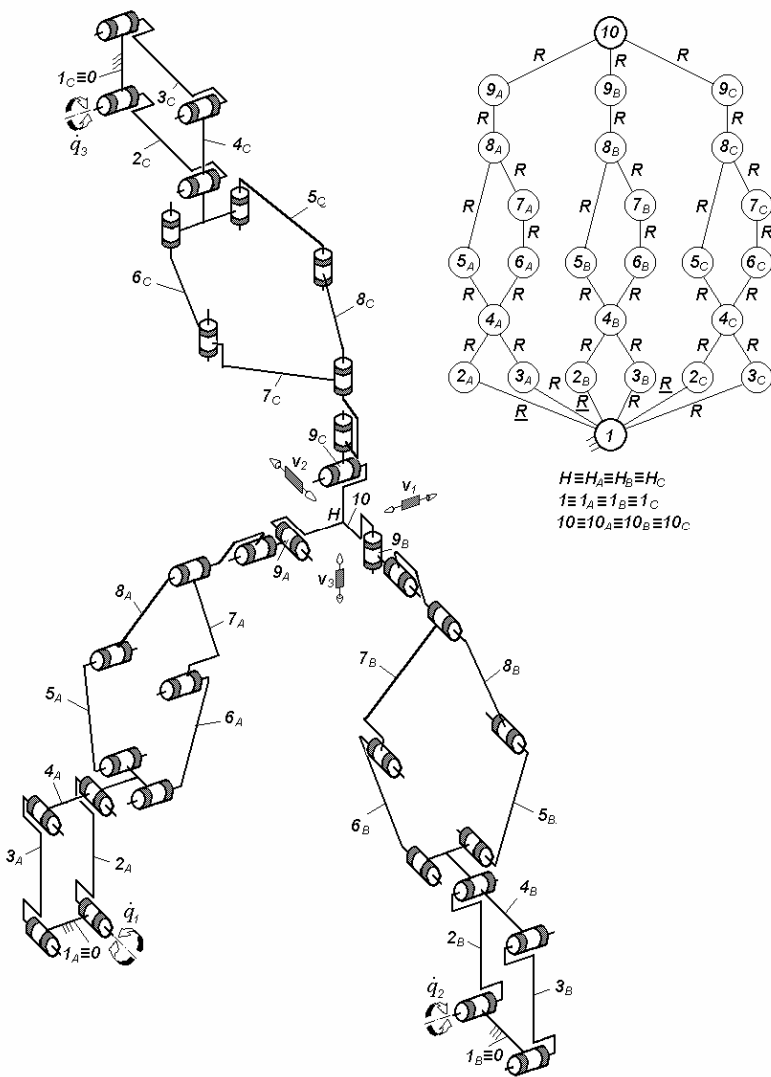 1C≡0
3C
q̇3
2C
4C
5C
6C
8C
7C
9C
v2
v1
10
H
9B
9A
v3
8A
7A
7B
8B
5A
6A
4A
6B
5B
3A
2A
4B
q̇1
2B
1A≡0
q̇2
3B
1B≡0
10
R R R
9A 9B 9C
R R R
8A 8B 8C
R R R
7A 7B 7C
R R R R R R
5A 6A 5B 6B 5C 6C
R R R R R R
4A 4B 4C
R R R R R R
2A 3A 2B 3B 2C 3C
R R R R R R
1
H≡HA≡HB≡HC
1≡1A≡1B≡1C
10≡10A≡10B≡10C